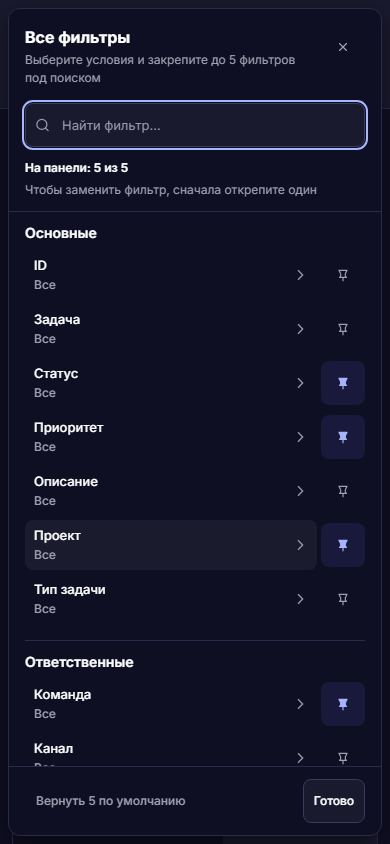 Все фильтры
Выберите условия и закрепите до 5 фильтров
под поиском
Найти фильтр...
На панели: 5 из 5
Чтобы заменить фильтр, сначала открепите один
Основные
ID
Все
Задача
Все
Статус
Все
Приоритет
Все
Описание
Все
Проект
Все
Тип задачи
Все
Ответственные
Команда
Все
Канал
Вернуть 5 по умолчанию
Готово